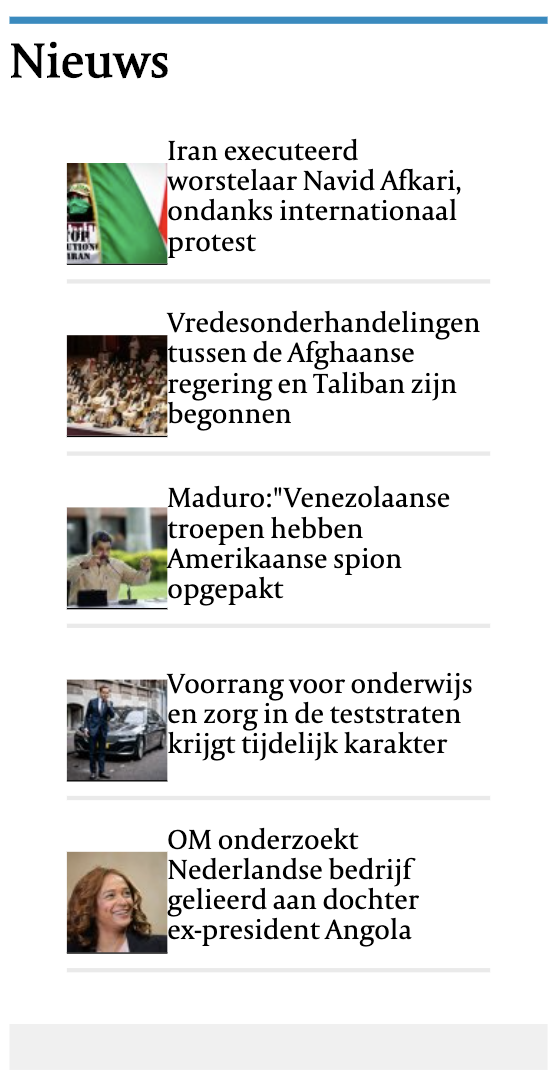 Nieuws
Iran executeerd
worstelaar Navid Afkari,
ondanks internationaal
protest
Vredesonderhandelingen
tussen de Afghaanse
regering en Taliban zijn
begonnen
Maduro:"Venezolaanse
troepen hebben
Amerikaanse spion
opgepakt
Voorrang voor onderwijs
en zorg in de teststraten
krijgt tijdelijk karakter
OM onderzoekt
Nederlandse bedrijf
gelieerd aan dochter
ex-president Angola